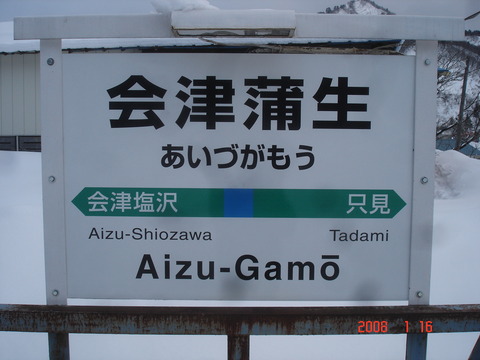 会津蒲生
あいづがもう
会津塩沢 只見
Aizu-Shiozawa Tadami
Aizu-Gamō
2008 1 16